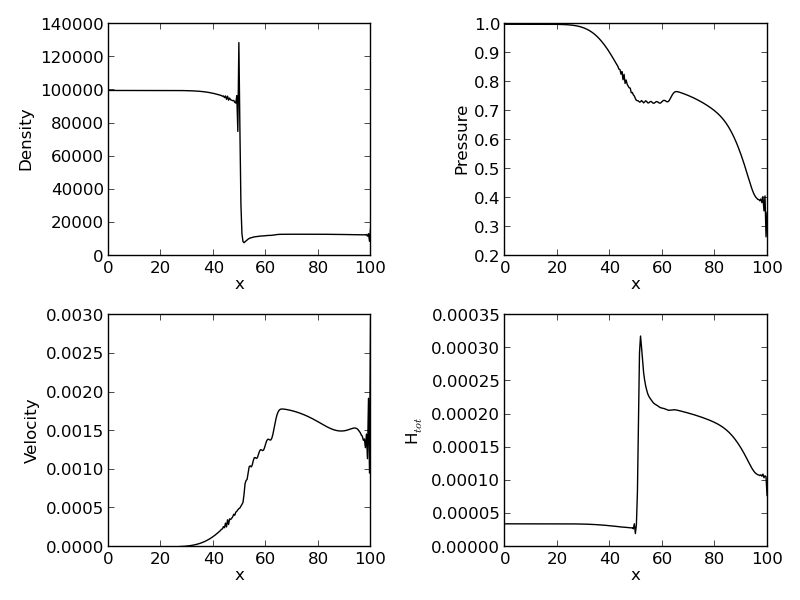 140000
120000
100000
80000
60000
40000
20000
0
Density
0 20 40 60 80 100
x
1.0
0.9
0.8
0.7
0.6
0.5
0.4
0.3
0.2
Pressure
0 20 40 60 80 100
x
0.0030
0.0025
0.0020
0.0015
0.0010
0.0005
0.0000
Velocity
0 20 40 60 80 100
x
0.00035
0.00030
0.00025
0.00020
0.00015
0.00010
0.00005
0.00000
H_tot
0 20 40 60 80 100
x